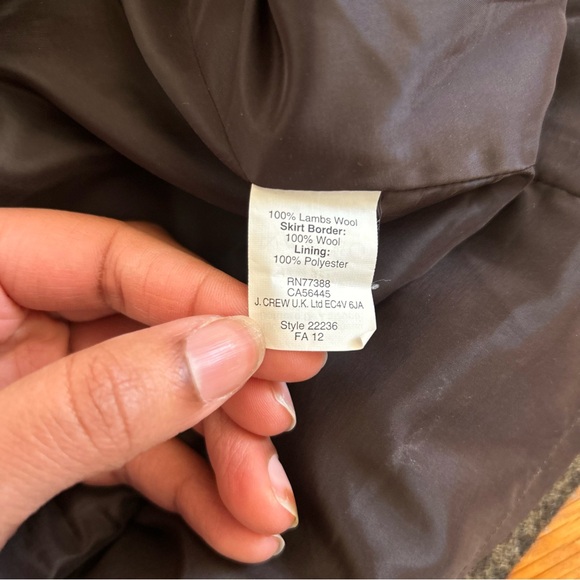 100% Lambs Wool
Skirt Border:
100% Wool
Lining:
100% Polyester
RN77388
CA56445
J. CREW U.K. Ltd EC4V 6JA
Style 22236
FA 12